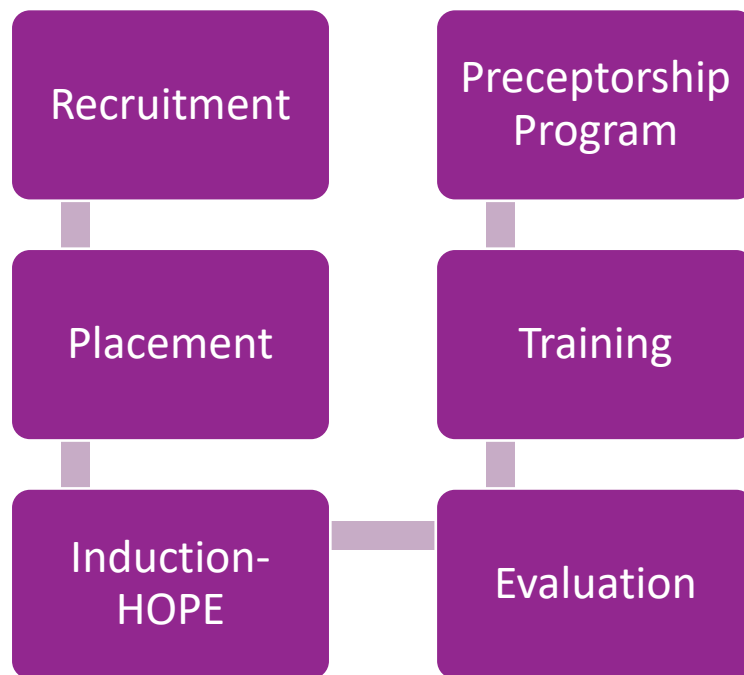 Recruitment
Placement
Induction-
HOPE
Evaluation
Training
Preceptorship
Program